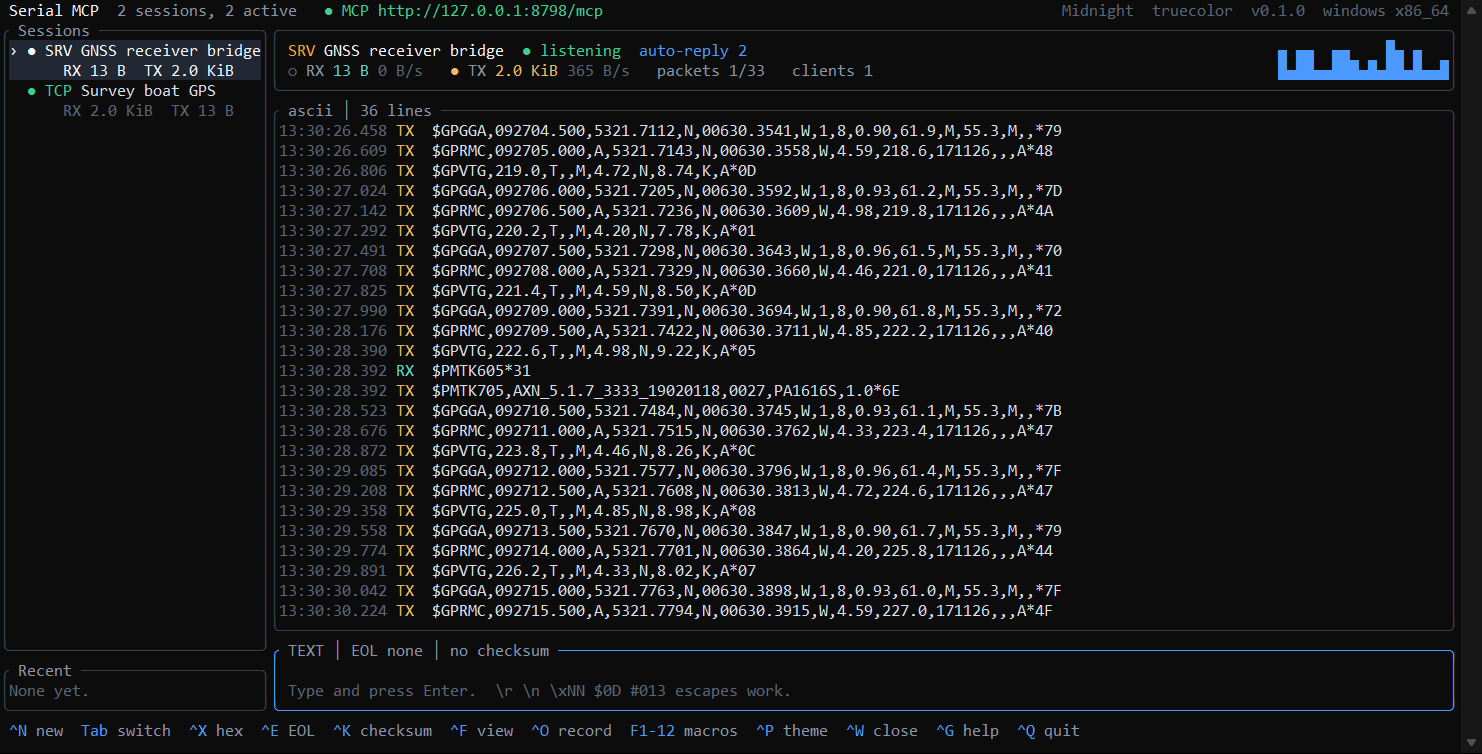 Serial MCP 2 sessions, 2 active ● MCP http://127.0.0.1:8798/mcp Midnight truecolor v0.1.0 windows x86_64
Sessions
› ● SRV GNSS receiver bridge
RX 13 B TX 2.0 KiB
● TCP Survey boat GPS
RX 2.0 KiB TX 13 B
SRV GNSS receiver bridge ● listening auto-reply 2
○ RX 13 B 0 B/s ● TX 2.0 KiB 365 B/s packets 1/33 clients 1
ascii │ 36 lines
13:30:26.458 TX $GPGGA,092704.500,5321.7112,N,00630.3541,W,1,8,0.90,61.9,M,55.3,M,,*79
13:30:26.609 TX $GPRMC,092705.000,A,5321.7143,N,00630.3558,W,4.59,218.6,171126,,,A*48
13:30:26.806 TX $GPVTG,219.0,T,,M,4.72,N,8.74,K,A*0D
13:30:27.024 TX $GPGGA,092706.000,5321.7205,N,00630.3592,W,1,8,0.93,61.2,M,55.3,M,,*7D
13:30:27.142 TX $GPRMC,092706.500,A,5321.7236,N,00630.3609,W,4.98,219.8,171126,,,A*4A
13:30:27.292 TX $GPVTG,220.2,T,,M,4.20,N,7.78,K,A*01
13:30:27.491 TX $GPGGA,092707.500,5321.7298,N,00630.3643,W,1,8,0.96,61.5,M,55.3,M,,*70
13:30:27.708 TX $GPRMC,092708.000,A,5321.7329,N,00630.3660,W,4.46,221.0,171126,,,A*41
13:30:27.825 TX $GPVTG,221.4,T,,M,4.59,N,8.50,K,A*0D
13:30:27.990 TX $GPGGA,092709.000,5321.7391,N,00630.3694,W,1,8,0.90,61.8,M,55.3,M,,*72
13:30:28.176 TX $GPRMC,092709.500,A,5321.7422,N,00630.3711,W,4.85,222.2,171126,,,A*40
13:30:28.390 TX $GPVTG,222.6,T,,M,4.98,N,9.22,K,A*05
13:30:28.392 RX $PMTK605*31
13:30:28.392 TX $PMTK705,AXN_5.1.7_3333_19020118,0027,PA1616S,1.0*6E
13:30:28.523 TX $GPGGA,092710.500,5321.7484,N,00630.3745,W,1,8,0.93,61.1,M,55.3,M,,*7B
13:30:28.676 TX $GPRMC,092711.000,A,5321.7515,N,00630.3762,W,4.33,223.4,171126,,,A*47
13:30:28.872 TX $GPVTG,223.8,T,,M,4.46,N,8.26,K,A*0C
13:30:29.085 TX $GPGGA,092712.000,5321.7577,N,00630.3796,W,1,8,0.96,61.4,M,55.3,M,,*7F
13:30:29.208 TX $GPRMC,092712.500,A,5321.7608,N,00630.3813,W,4.72,224.6,171126,,,A*47
13:30:29.358 TX $GPVTG,225.0,T,,M,4.85,N,8.98,K,A*08
13:30:29.558 TX $GPGGA,092713.500,5321.7670,N,00630.3847,W,1,8,0.90,61.7,M,55.3,M,,*79
13:30:29.774 TX $GPRMC,092714.000,A,5321.7701,N,00630.3864,W,4.20,225.8,171126,,,A*44
13:30:29.891 TX $GPVTG,226.2,T,,M,4.33,N,8.02,K,A*07
13:30:30.042 TX $GPGGA,092715.000,5321.7763,N,00630.3898,W,1,8,0.93,61.0,M,55.3,M,,*7F
13:30:30.224 TX $GPRMC,092715.500,A,5321.7794,N,00630.3915,W,4.59,227.0,171126,,,A*4F
TEXT │ EOL none │ no checksum
Type and press Enter. \r \n \xNN $0D #013 escapes work.
Recent
None yet.
^N new Tab switch ^X hex ^E EOL ^K checksum ^F view ^O record F1-12 macros ^P theme ^W close ^G help ^Q quit